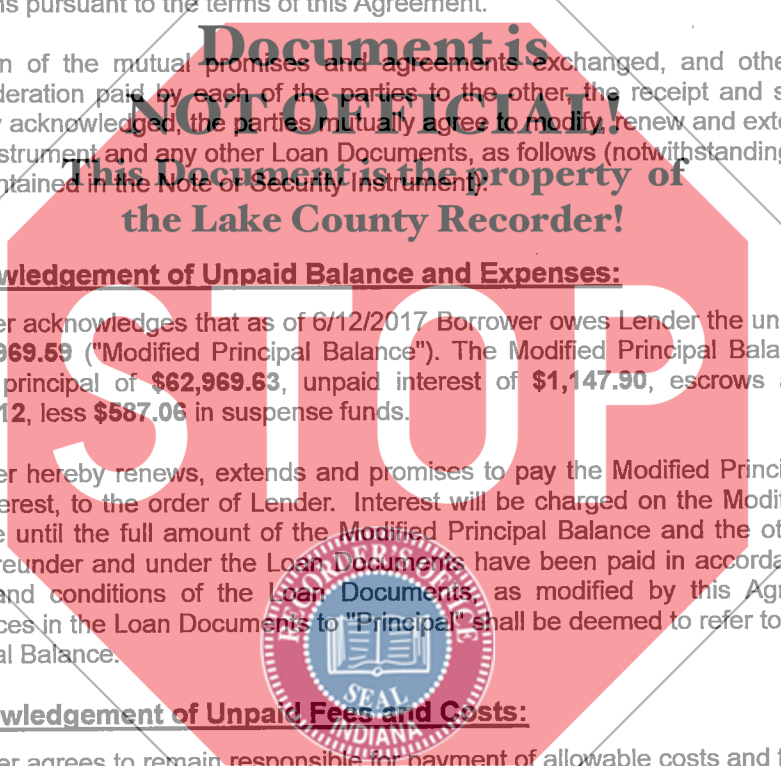 ns pursuant to the terms of this Agreement.
Document is
n of the mutual promises and agreements exchanged, and othe
deration paid by each of the parties to the other, the receipt and s
NOT OFFICIAL!
y acknowledged, the parties mutually agree to modify, renew and exte
nstrument and any other Loan Documents, as follows (notwithstanding
This Document is the property of
ntained in the Note or Security Instrument):
the Lake County Recorder!
wledgement of Unpaid Balance and Expenses:
er acknowledges that as of 6/12/2017 Borrower owes Lender the un
969.59 ("Modified Principal Balance"). The Modified Principal Bala
principal of $62,969.63, unpaid interest of $1,147.90, escrows
12, less $587.06 in suspense funds.
STOP
er hereby renews, extends and promises to pay the Modified Princi
erest, to the order of Lender. Interest will be charged on the Modif
e until the full amount of the Modified Principal Balance and the ot
reunder and under the Loan Documents have been paid in accorda
and conditions of the Loan Documents, as modified by this Agr
ces in the Loan Documents to "Principal" shall be deemed to refer to
al Balance.
RECORDER'S OFFICE
SEAL
INDIANA
wledgement of Unpaid Fees and Costs:
er agrees to remain responsible for payment of allowable costs and f